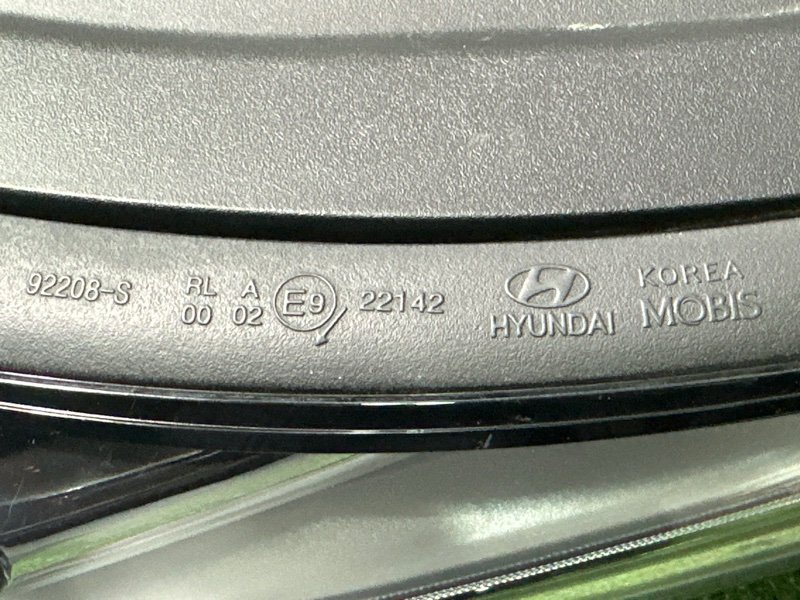 92208-S
RL A
00 02
E9
22142
HYUNDAI
KOREA
MOBIS